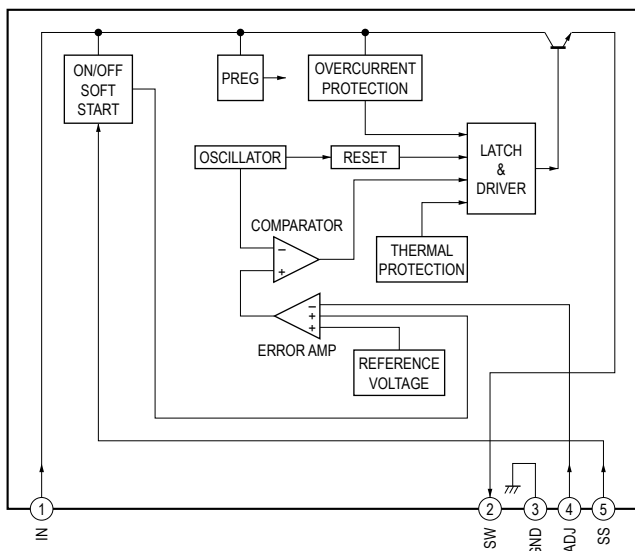 ON/OFF
SOFT
START
PREG
OVERCURRENT
PROTECTION
OSCILLATOR
RESET
LATCH
&
DRIVER
COMPARATOR
−
+
THERMAL
PROTECTION
−
+
+
ERROR AMP
REFERENCE
VOLTAGE
1
2
3
4
5
IN
SW
GND
ADJ
SS